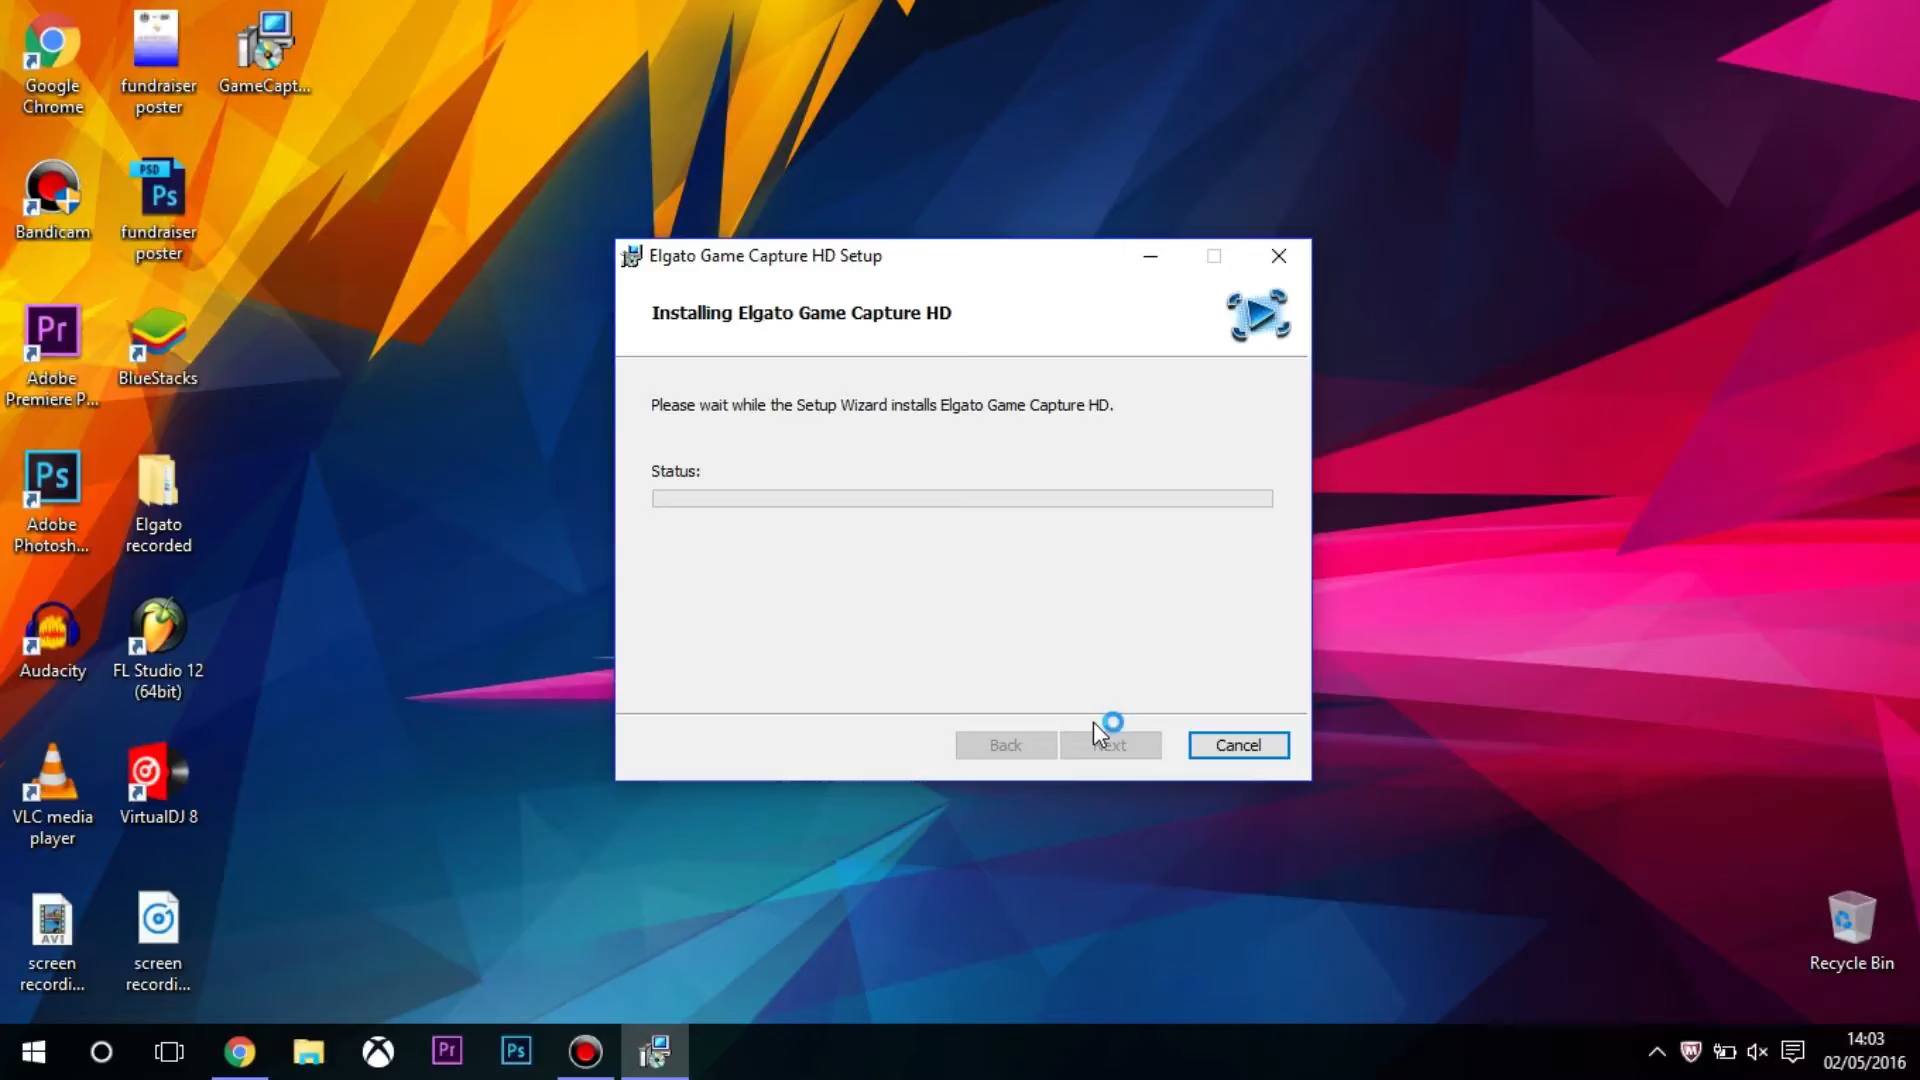 Google
Chrome
fundraiser
poster
GameCapt...
Bandicam
PSD
Ps
fundraiser
poster
Pr
Adobe
Premiere P...
BlueStacks
Ps
Adobe
Photosh...
Elgato
recorded
Audacity
FL Studio 12
(64bit)
VLC media
player
VirtualDJ 8
AVI
screen
recordi...
screen
recordi...
Elgato Game Capture HD Setup
Installing Elgato Game Capture HD
Please wait while the Setup Wizard installs Elgato Game Capture HD.
Status:
Back
Next
Cancel
Recycle Bin
Pr
Ps
14:03
02/05/2016